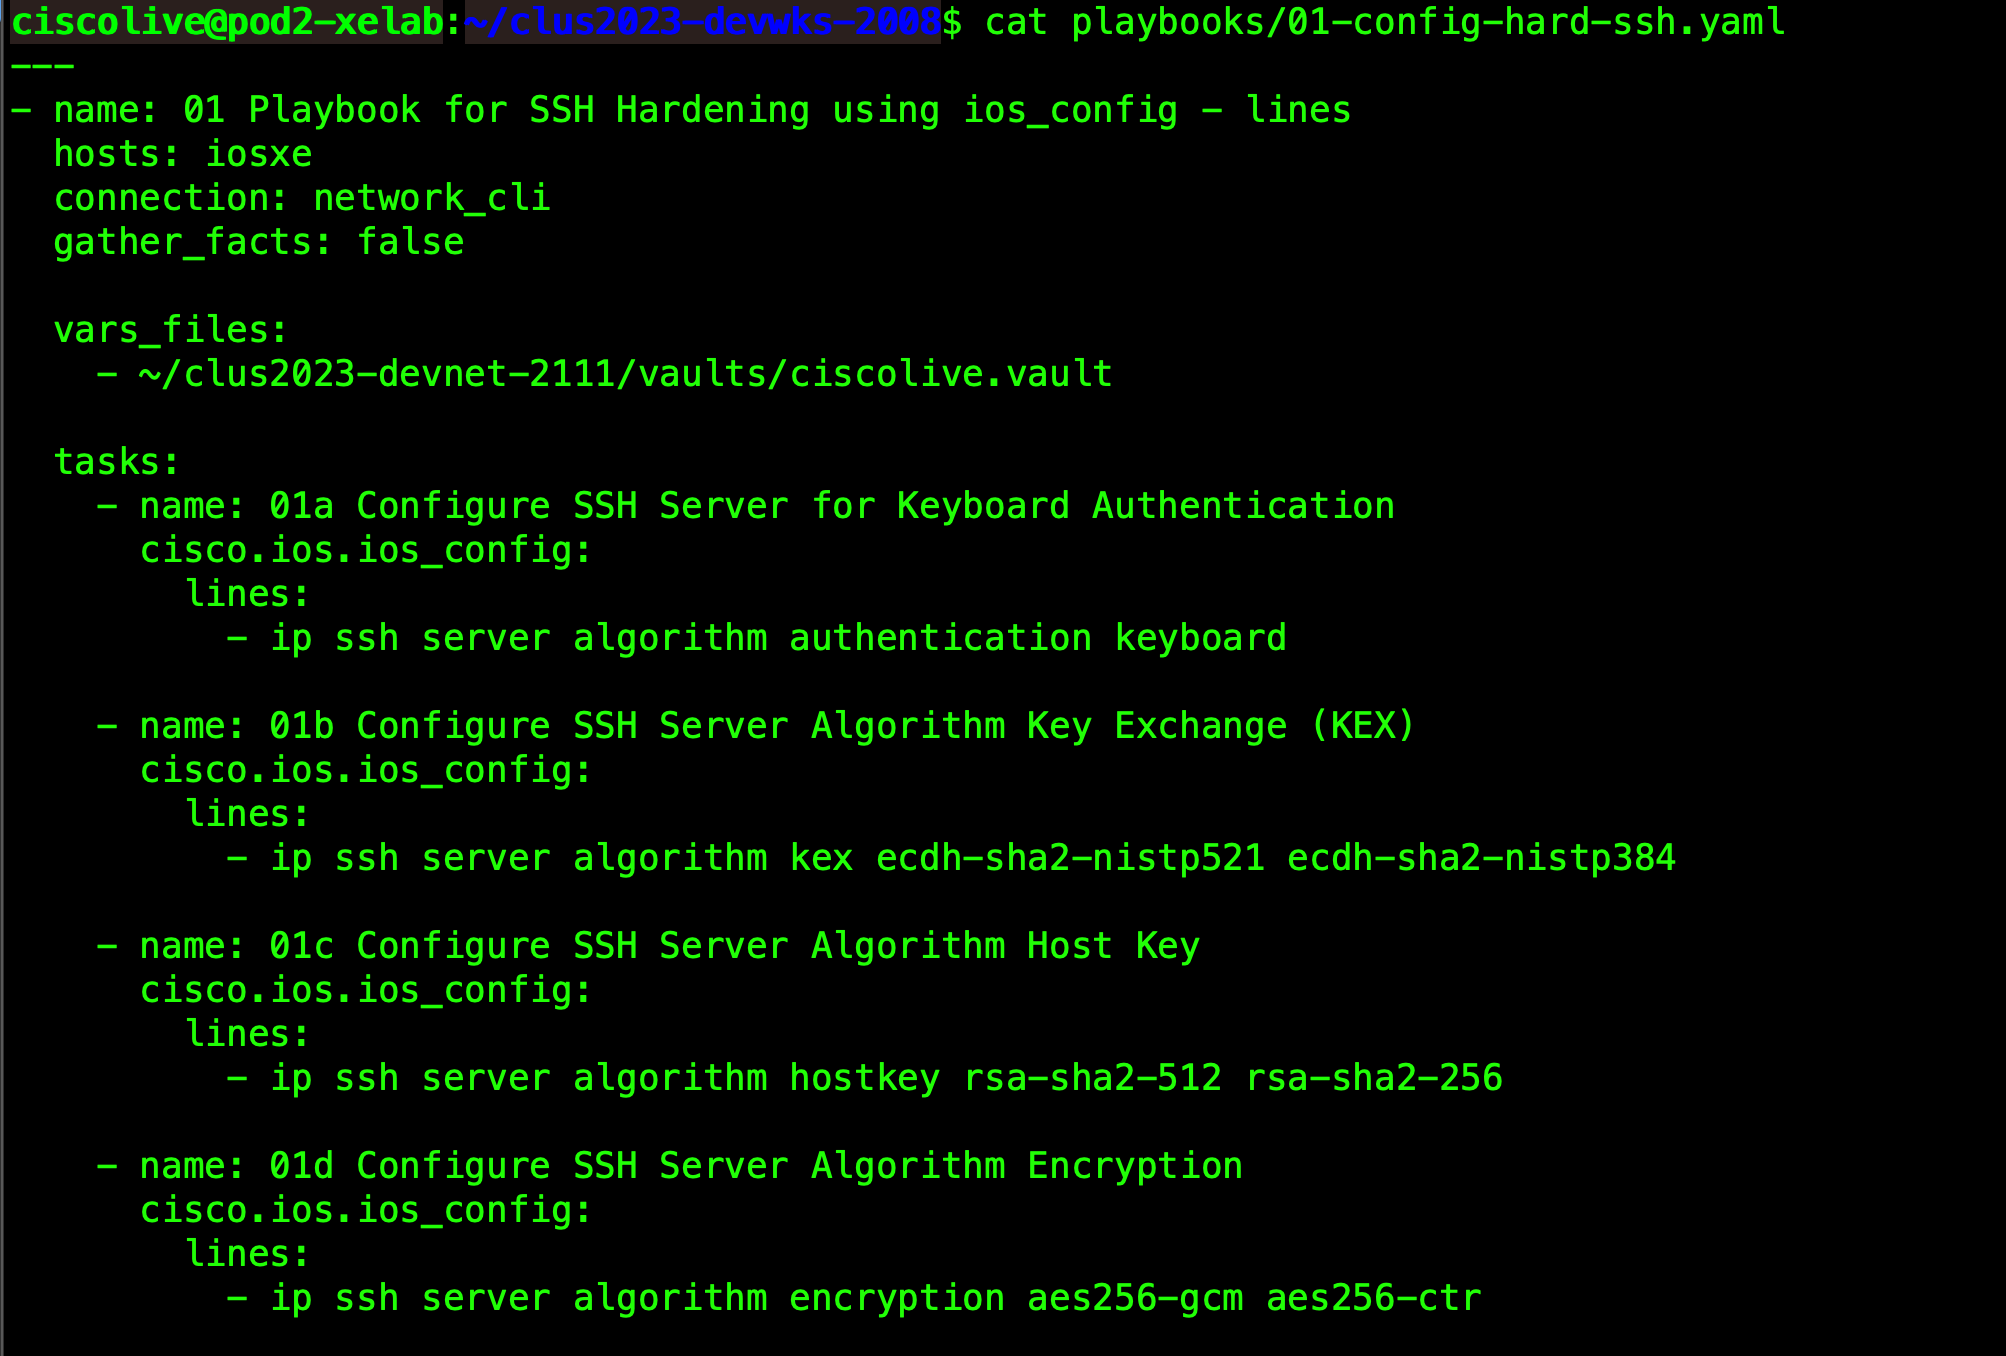 ciscolive@pod2-xelab:~/clus2023-devwks-2008$ cat playbooks/01-config-hard-ssh.yaml
---
- name: 01 Playbook for SSH Hardening using ios_config - lines
  hosts: iosxe
  connection: network_cli
  gather_facts: false

  vars_files:
    - ~/clus2023-devnet-2111/vaults/ciscolive.vault

  tasks:
    - name: 01a Configure SSH Server for Keyboard Authentication
      cisco.ios.ios_config:
        lines:
          - ip ssh server algorithm authentication keyboard

    - name: 01b Configure SSH Server Algorithm Key Exchange (KEX)
      cisco.ios.ios_config:
        lines:
          - ip ssh server algorithm kex ecdh-sha2-nistp521 ecdh-sha2-nistp384

    - name: 01c Configure SSH Server Algorithm Host Key
      cisco.ios.ios_config:
        lines:
          - ip ssh server algorithm hostkey rsa-sha2-512 rsa-sha2-256

    - name: 01d Configure SSH Server Algorithm Encryption
      cisco.ios.ios_config:
        lines:
          - ip ssh server algorithm encryption aes256-gcm aes256-ctr